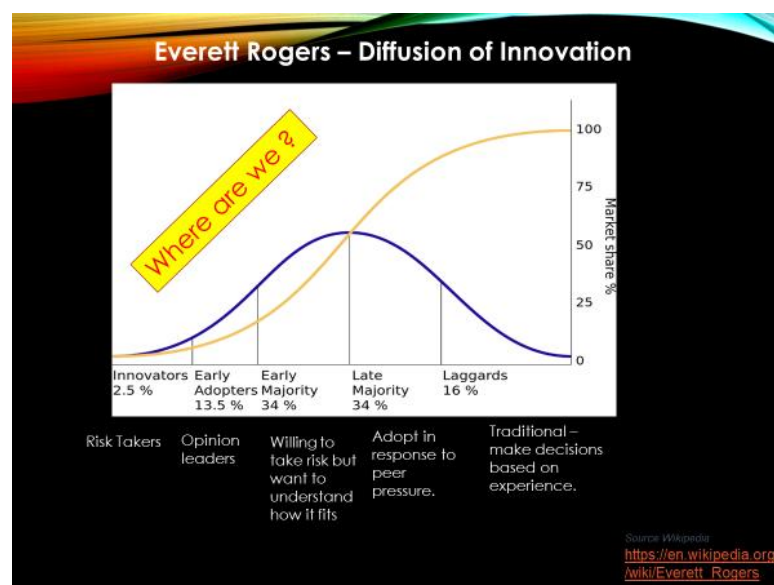 Everett Rogers – Diffusion of Innovation
Where are we ?
100
75
50
25
0
Market share %
Innovators
2.5 %
Early
Adopters
13.5 %
Early
Majority
34 %
Late
Majority
34 %
Laggards
16 %
Risk Takers
Opinion
leaders
Willing to
take risk but
want to
understand
how it fits
Adopt in
response to
peer
pressure.
Traditional –
make decisions
based on
experience.
Source Wikipedia
https://en.wikipedia.org
/wiki/Everett_Rogers